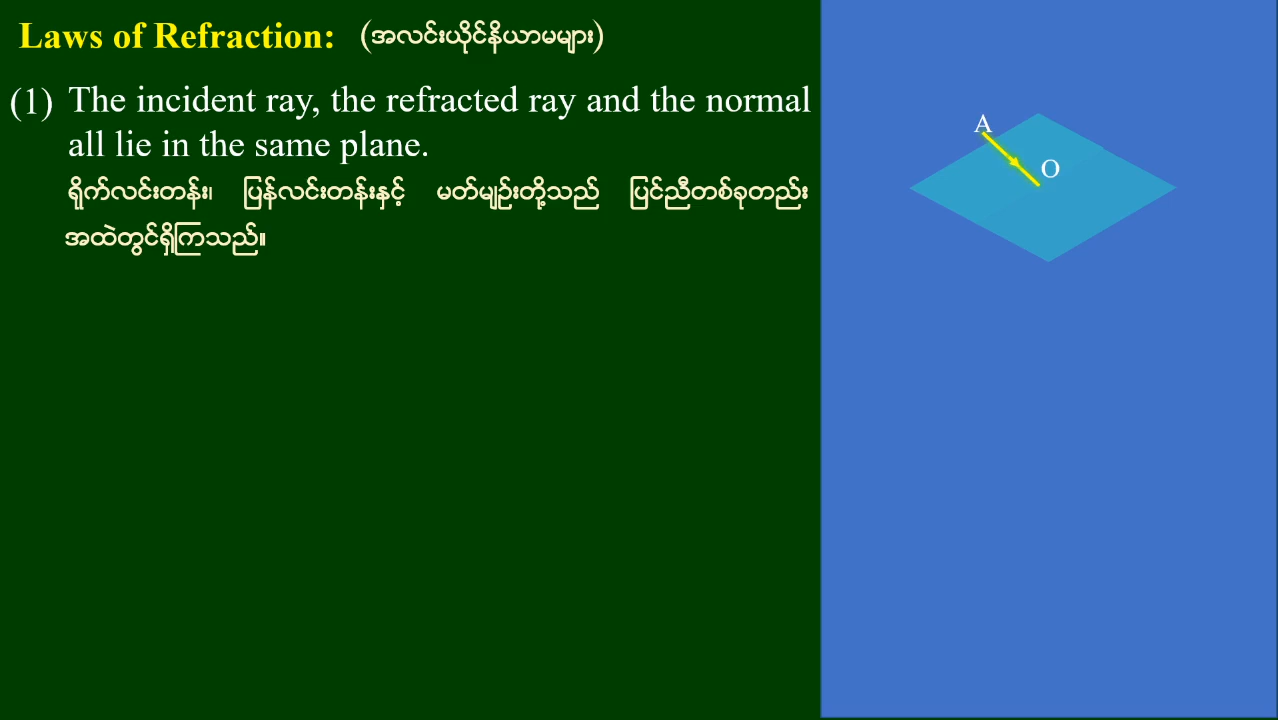 Laws of Refraction: (အလင်းယိုင်နိယာမများ)
(1) The incident ray, the refracted ray and the normal
all lie in the same plane.
ရိုက်လင်းတန်း၊ ပြန်လင်းတန်းနှင့် မတ်မျဉ်းတို့သည် ပြင်ညီတစ်ခုတည်း
အထဲတွင်ရှိကြသည်။
A
O